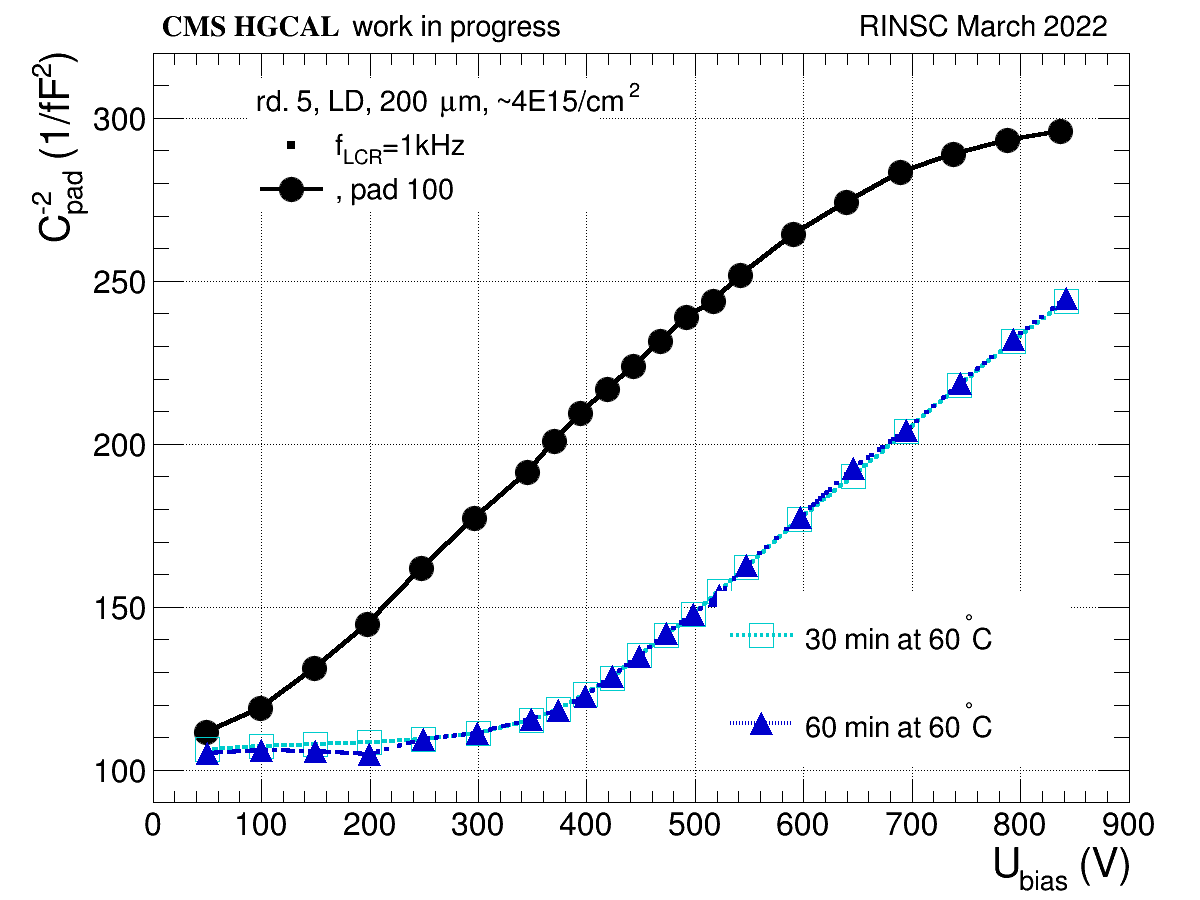 CMS HGCAL work in progress RINSC March 2022
C⁻²pad (1/fF²)
rd. 5, LD, 200 μm, ~4E15/cm²
fLCR=1kHz
, pad 100
300
250
200
150
100
30 min at 60°C
60 min at 60°C
0 100 200 300 400 500 600 700 800 900
Ubias (V)